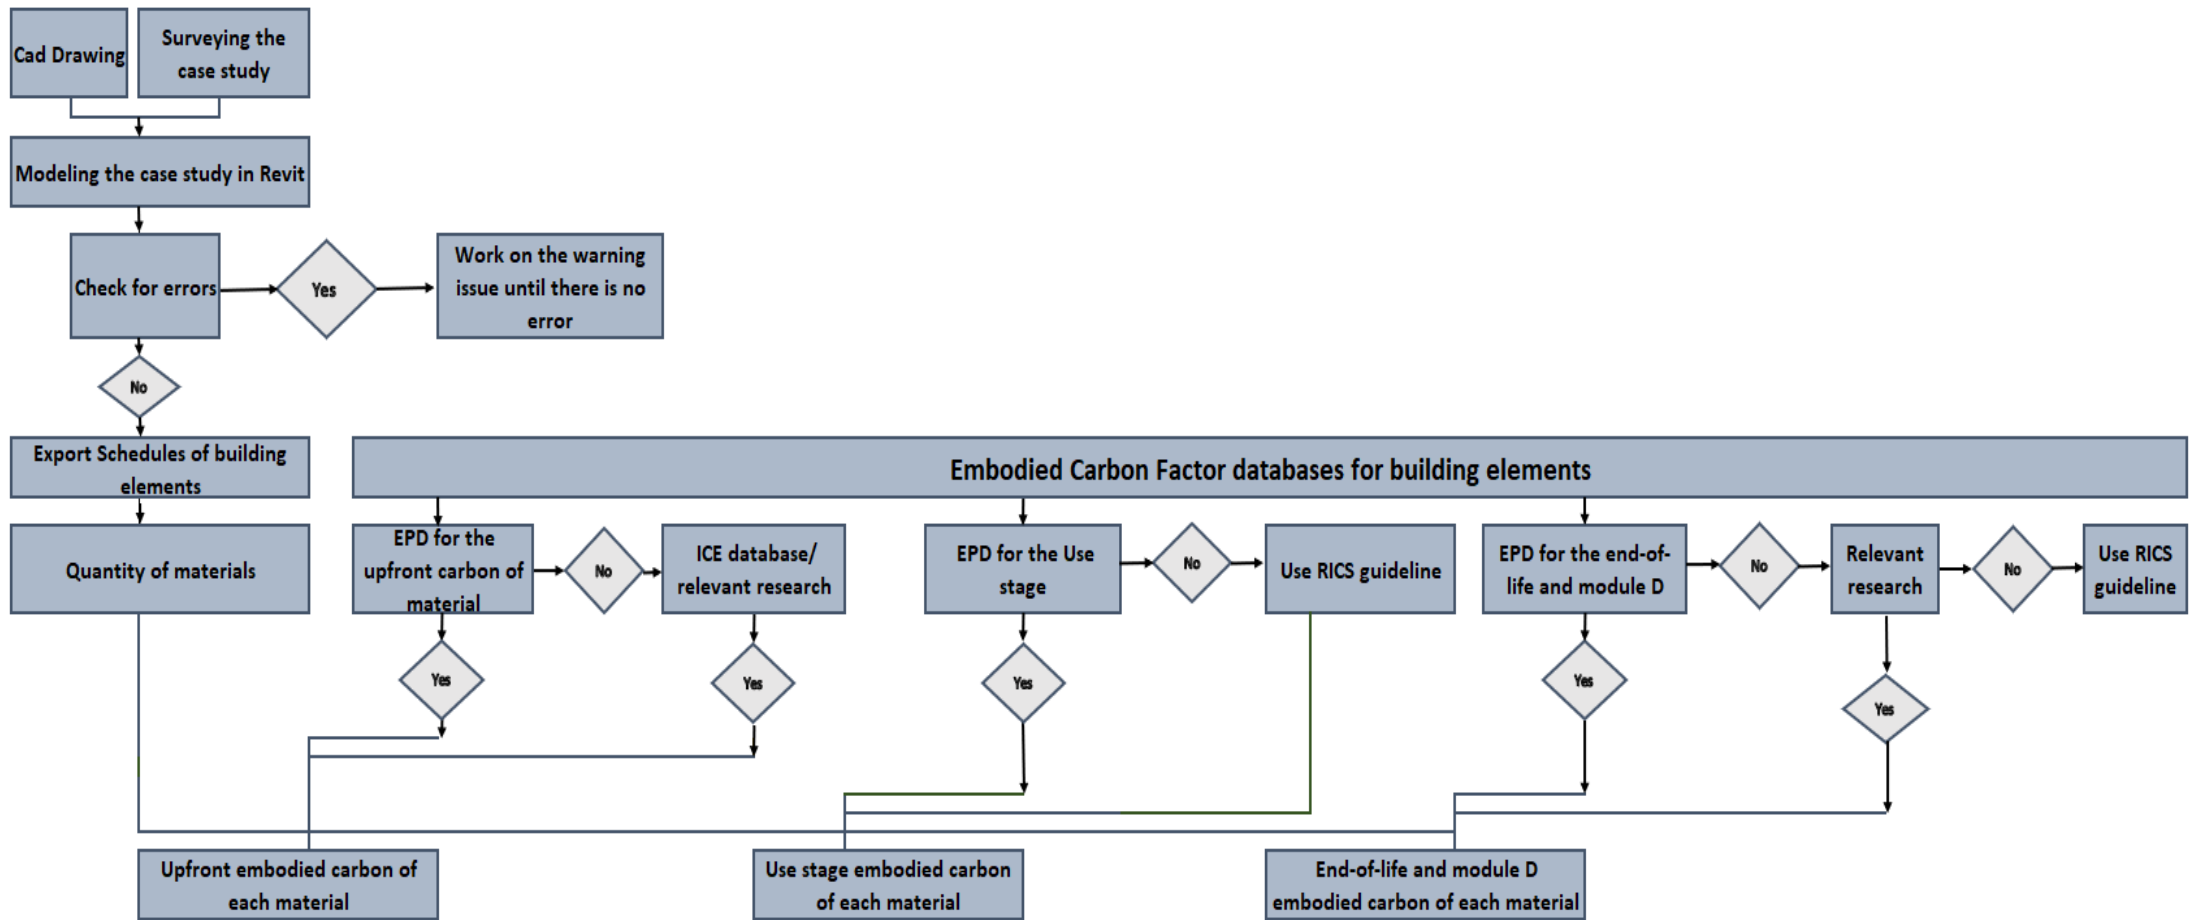 Cad Drawing
Surveying the
case study
Modeling the case study in Revit
Check for errors
Yes
Work on the warning
issue until there is no
error
No
Export Schedules of building
elements
Embodied Carbon Factor databases for building elements
Quantity of materials
EPD for the
upfront carbon of
material
No
ICE database/
relevant research
EPD for the Use
stage
No
Use RICS guideline
EPD for the end-of-
life and module D
No
Relevant
research
No
Use RICS
guideline
Yes
Yes
Yes
Yes
Yes
Upfront embodied carbon of
each material
Use stage embodied carbon
of each material
End-of-life and module D
embodied carbon of each material